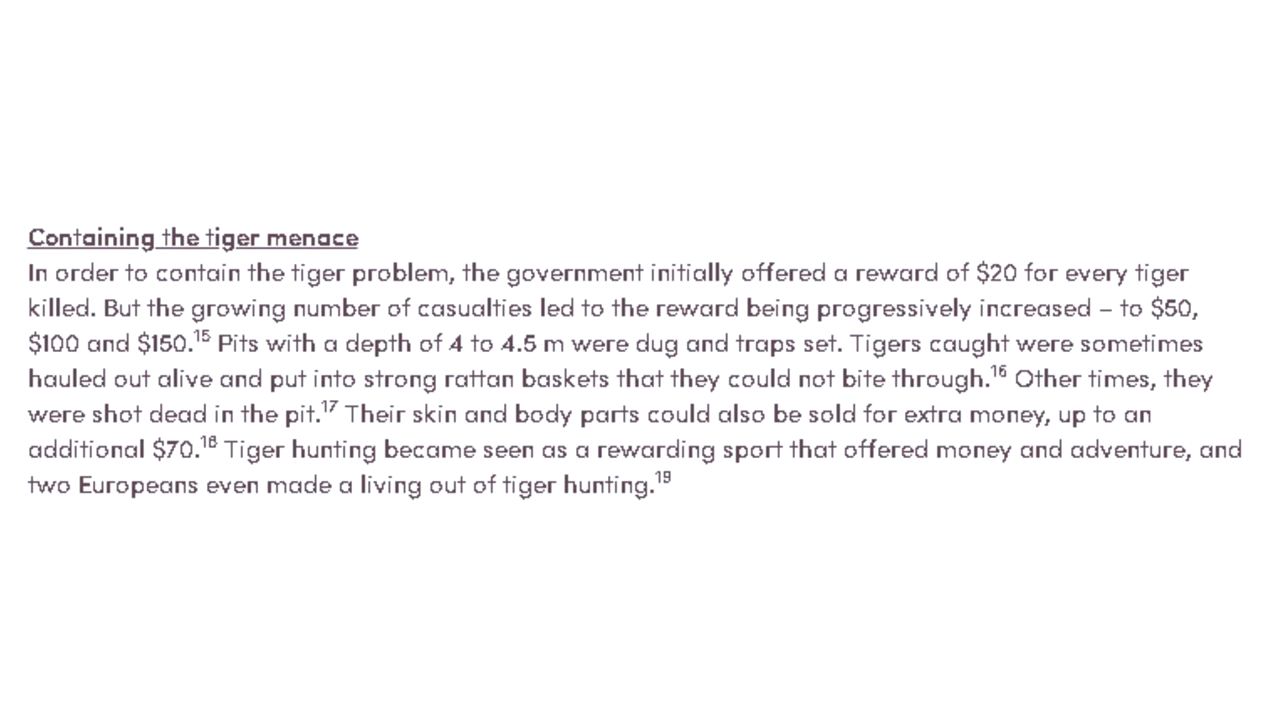 Containing the tiger menace
In order to contain the tiger problem, the government initially offered a reward of $20 for every tiger
killed. But the growing number of casualties led to the reward being progressively increased – to $50,
$100 and $150.15 Pits with a depth of 4 to 4.5 m were dug and traps set. Tigers caught were sometimes
hauled out alive and put into strong rattan baskets that they could not bite through.16 Other times, they
were shot dead in the pit.17 Their skin and body parts could also be sold for extra money, up to an
additional $70.18 Tiger hunting became seen as a rewarding sport that offered money and adventure, and
two Europeans even made a living out of tiger hunting.19